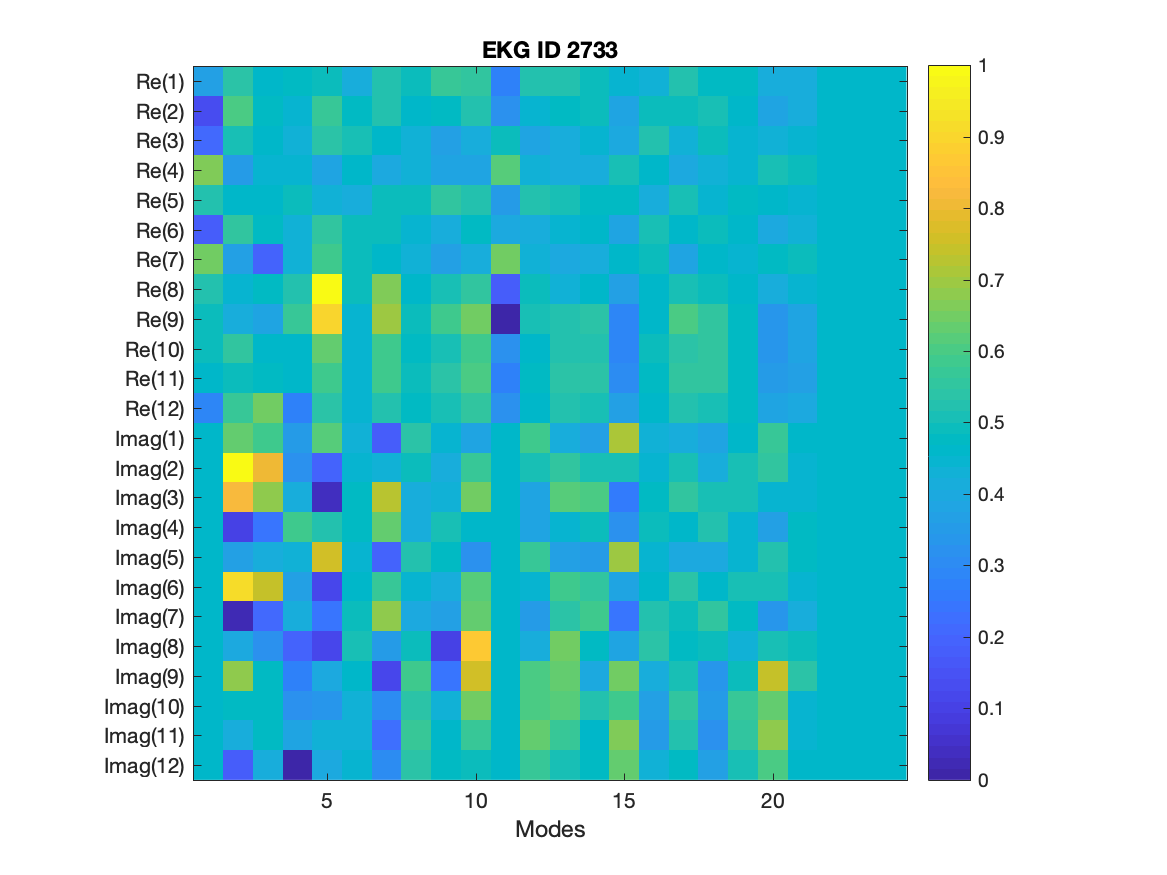 EKG ID 2733
Re(1)
Re(2)
Re(3)
Re(4)
Re(5)
Re(6)
Re(7)
Re(8)
Re(9)
Re(10)
Re(11)
Re(12)
Imag(1)
Imag(2)
Imag(3)
Imag(4)
Imag(5)
Imag(6)
Imag(7)
Imag(8)
Imag(9)
Imag(10)
Imag(11)
Imag(12)
5 10 15 20
Modes
1
0.9
0.8
0.7
0.6
0.5
0.4
0.3
0.2
0.1
0